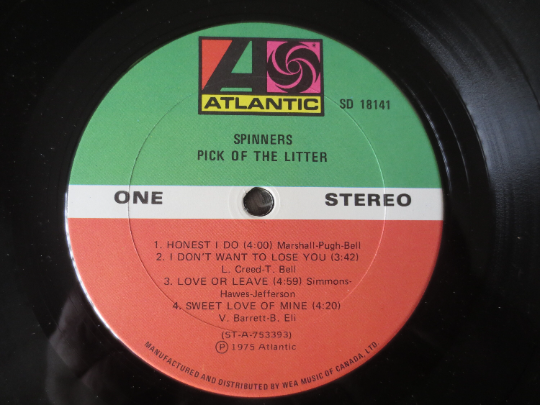 ATLANTIC
SD 18141
SPINNERS
PICK OF THE LITTER
ONE
STEREO
1. HONEST I DO (4:00) Marshall-Pugh-Bell
2. I DON'T WANT TO LOSE YOU (3:42)
L. Creed-T. Bell
3. LOVE OR LEAVE (4:59) Simmons-
Hawes-Jefferson
4. SWEET LOVE OF MINE (4:20)
V. Barrett-B. Eli
(ST-A-753393)
Ⓟ 1975 Atlantic
MANUFACTURED AND DISTRIBUTED BY WEA MUSIC OF CANADA, LTD